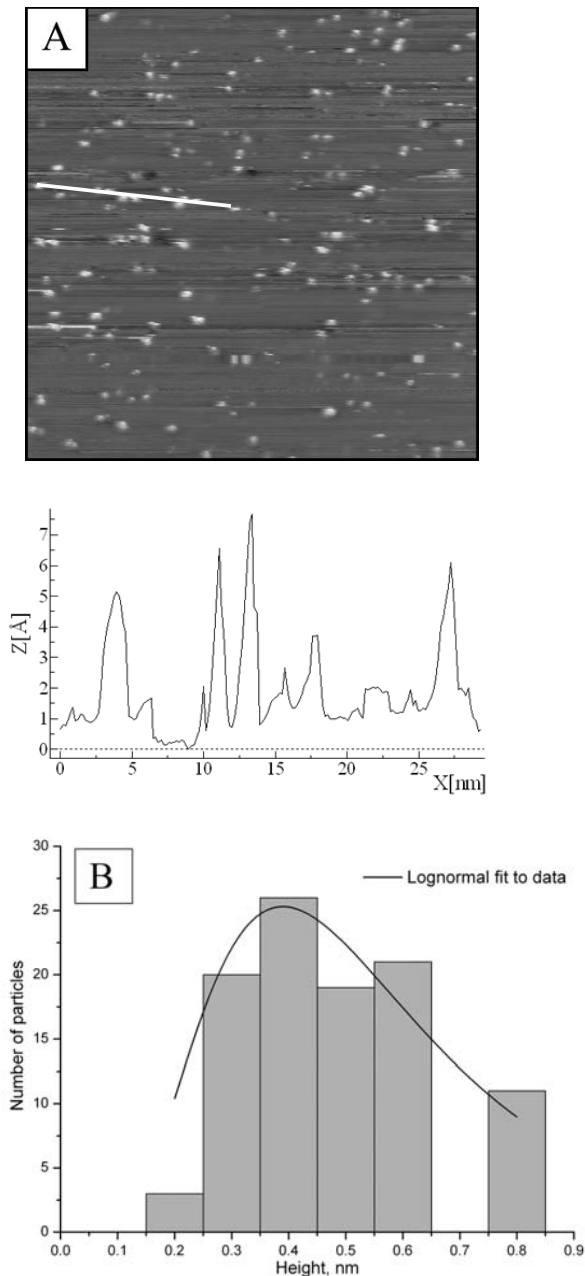 A
Z[Å]
7
6
5
4
3
2
1
0
0 5 10 15 20 25
X[nm]
B
Lognormal fit to data
Number of particles
30
25
20
15
10
5
0
0.0 0.1 0.2 0.3 0.4 0.5 0.6 0.7 0.8 0.9
Height, nm